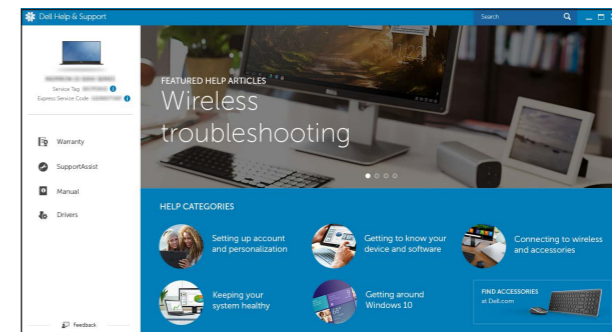 Dell Help & Support
Search
Service Tag:
Express Service Code:
Warranty
SupportAssist
Manual
Drivers
Feedback
FEATURED HELP ARTICLES
Wireless
troubleshooting
HELP CATEGORIES
Setting up account
and personalization
Getting to know your
device and software
Connecting to wireless
and accessories
Keeping your
system healthy
Getting around
Windows 10
FIND ACCESSORIES
at Dell.com